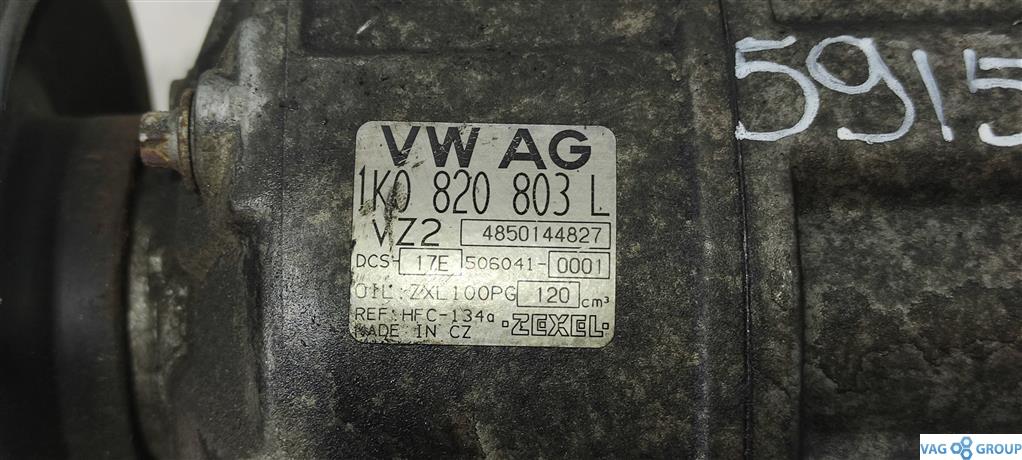 VW AG
1K0 820 803 L
VZ2 4850144827
DCS-17E 506041-0001
OIL:ZXL100PG 120 cm³
REF:HFC-134a
MADE IN CZ ·ZEXEL·
5915
VAG GROUP